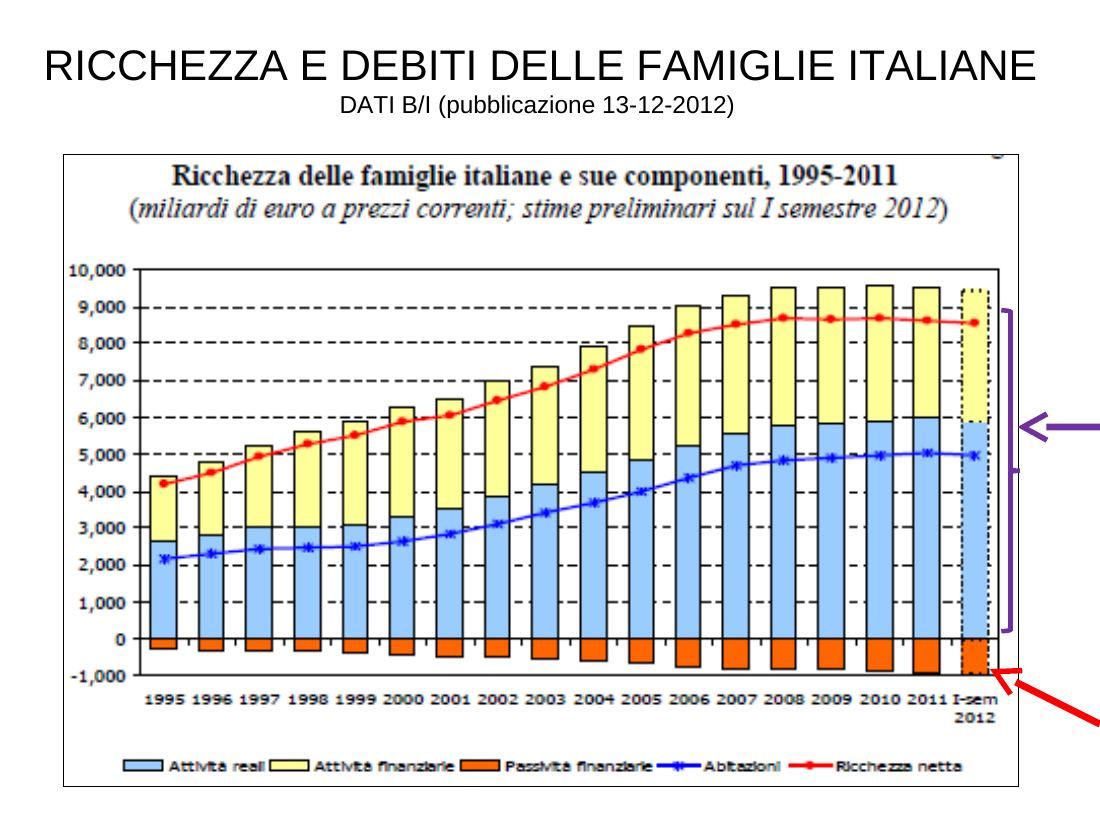 RICCHEZZA E DEBITI DELLE FAMIGLIE ITALIANE
DATI B/I (pubblicazione 13-12-2012)
Ricchezza delle famiglie italiane e sue componenti, 1995-2011
(miliardi di euro a prezzi correnti; stime preliminari sul I semestre 2012)
10,000
9,000
8,000
7,000
6,000
5,000
4,000
3,000
2,000
1,000
0
-1,000
1995 1996 1997 1998 1999 2000 2001 2002 2003 2004 2005 2006 2007 2008 2009 2010 2011 I-sem
2012
Attività reali Attività finanziarie Passività finanziarie Abitazioni Ricchezza netta